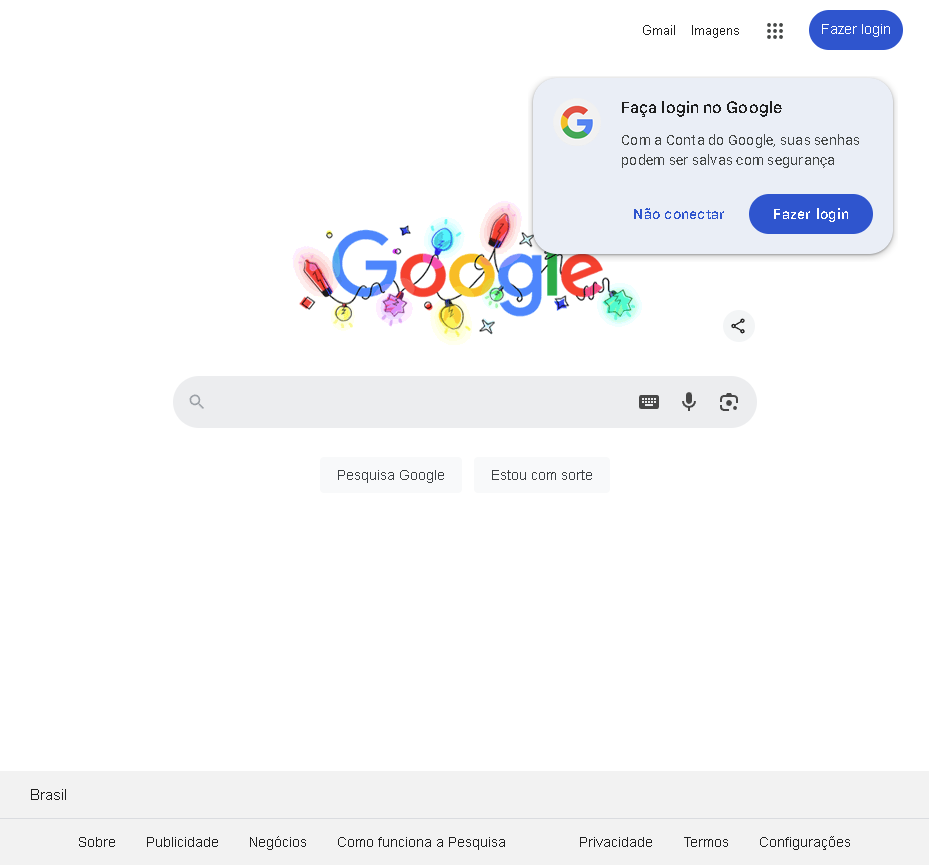 Gmail Imagens Fazer login
Faça login no Google
Com a Conta do Google, suas senhas
podem ser salvas com segurança
Não conectar Fazer login
Google
Pesquisa Google Estou com sorte
Brasil
Sobre Publicidade Negócios Como funciona a Pesquisa Privacidade Termos Configurações